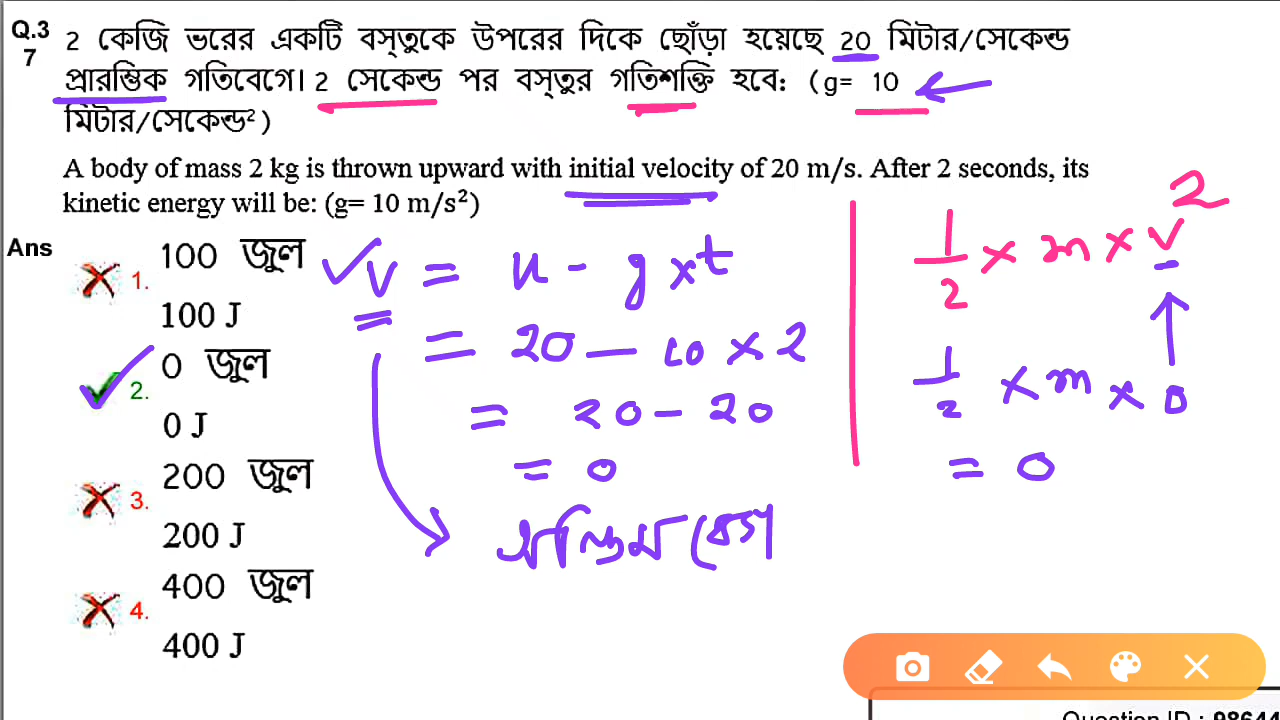 Q.3
7
2 কেজি ভরের একটি বস্তুকে উপরের দিকে ছোঁড়া হয়েছে 20 মিটার/সেকেন্ড
প্রারম্ভিক গতিবেগে। 2 সেকেন্ড পর বস্তুর গতিশক্তি হবে: (g= 10
মিটার/সেকেন্ড²)
A body of mass 2 kg is thrown upward with initial velocity of 20 m/s. After 2 seconds, its
kinetic energy will be: (g= 10 m/s²)
Ans
1. 100 জুল
100 J
2. 0 জুল
0 J
3. 200 জুল
200 J
4. 400 জুল
400 J
v = u - g × t
= 20 — 10 × 2
= 20 - 20
= 0
অন্তিম বেগ
1/2 × m × v²
1/2 × m × 0
= 0
Question ID : 98644